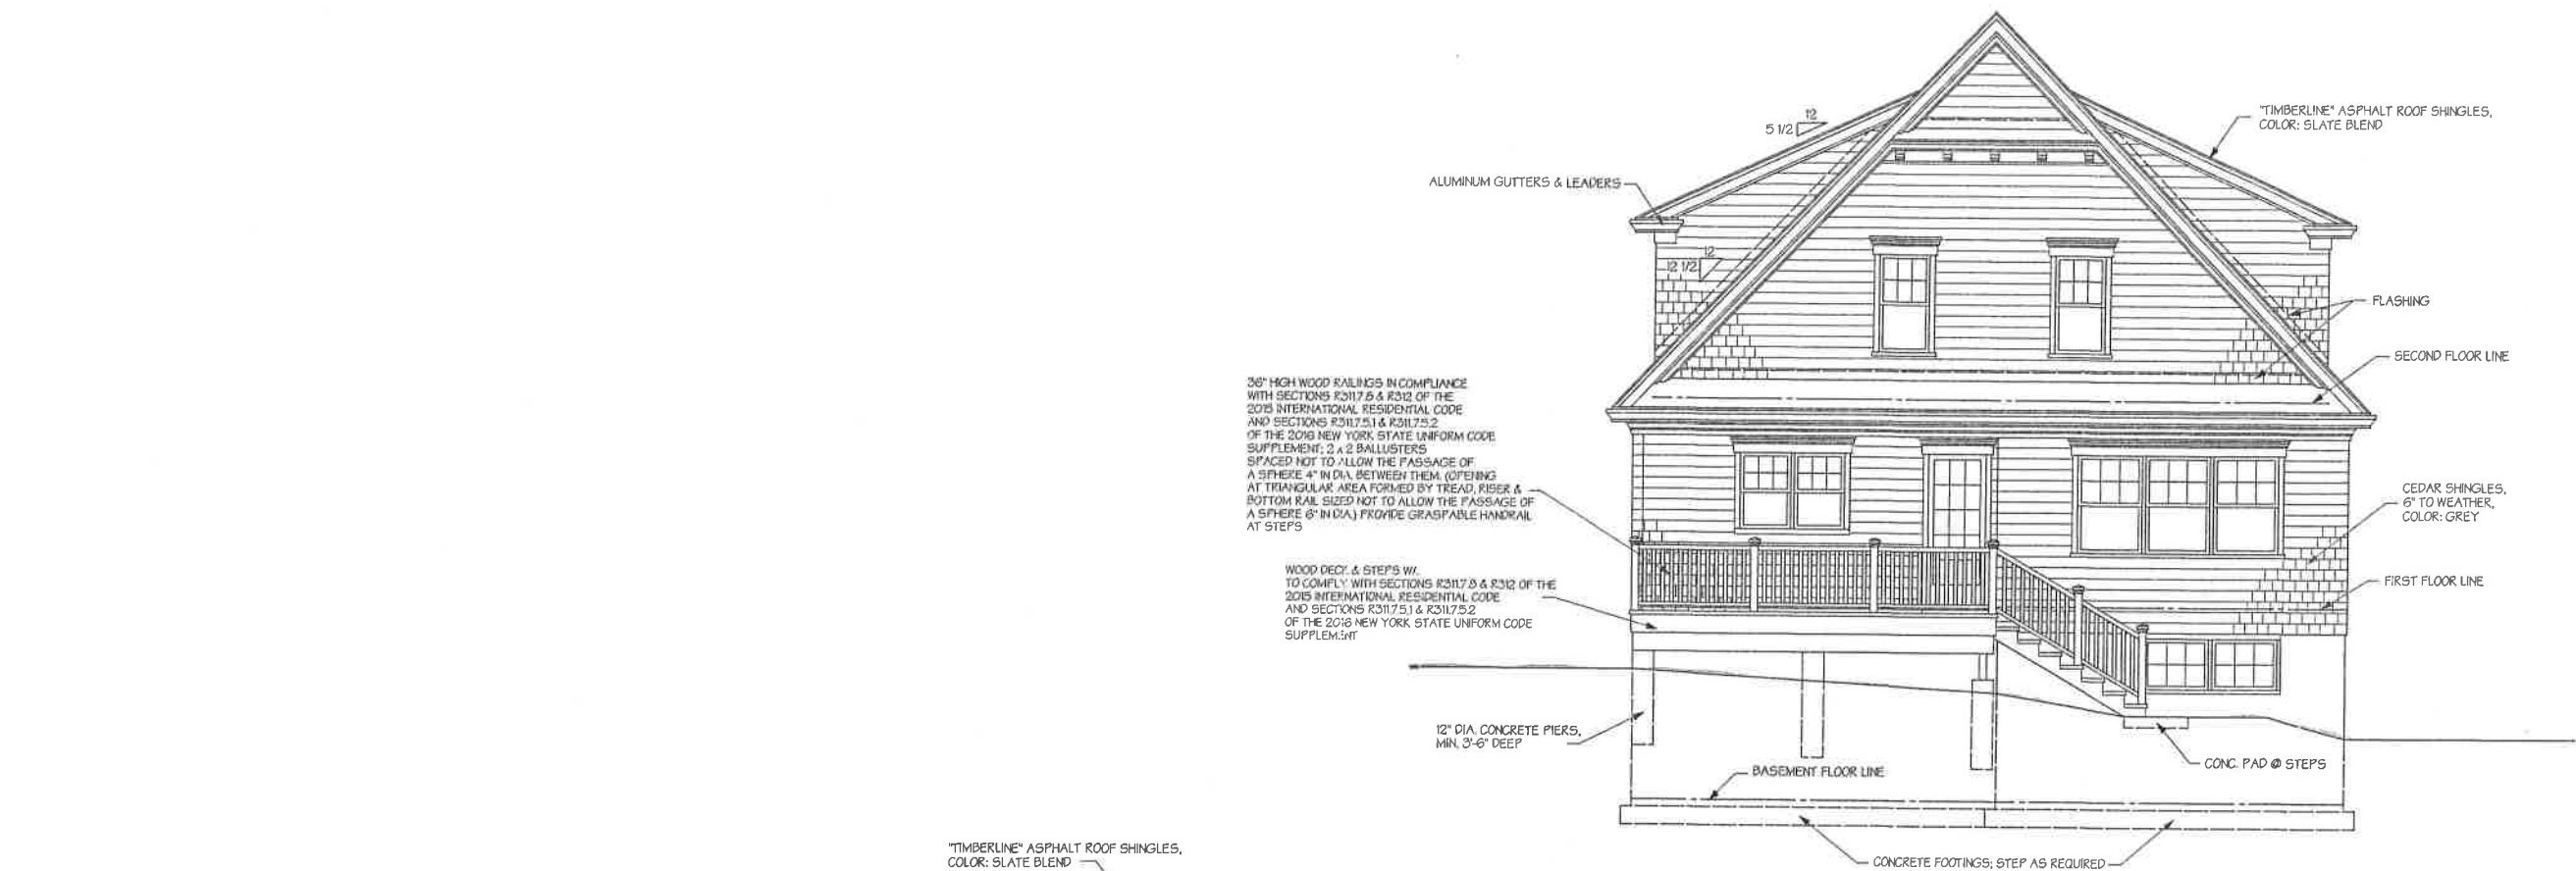 12
5 1/2
"TIMBERLINE" ASPHALT ROOF SHINGLES,
COLOR: SLATE BLEND
ALUMINUM GUTTERS & LEADERS
12
12 1/2
FLASHING
SECOND FLOOR LINE
36" HIGH WOOD RAILINGS IN COMPLIANCE
WITH SECTIONS R311.7.8 & R312 OF THE
2015 INTERNATIONAL RESIDENTIAL CODE
AND SECTIONS R311.7.5.1 & R311.7.5.2
OF THE 2016 NEW YORK STATE UNIFORM CODE
SUPPLEMENT; 2 x 2 BALLUSTERS
SPACED NOT TO ALLOW THE PASSAGE OF
A SPHERE 4" IN DIA. BETWEEN THEM. (OPENING
AT TRIANGULAR AREA FORMED BY TREAD, RISER &
BOTTOM RAIL SIZED NOT TO ALLOW THE PASSAGE OF
A SPHERE 6" IN DIA.) PROVIDE GRASPABLE HANDRAIL
AT STEPS
CEDAR SHINGLES,
6" TO WEATHER,
COLOR: GREY
WOOD DECK & STEPS W/.
TO COMPLY WITH SECTIONS R311.7.8 & R312 OF THE
2015 INTERNATIONAL RESIDENTIAL CODE
AND SECTIONS R311.7.5.1 & R311.7.5.2
OF THE 2016 NEW YORK STATE UNIFORM CODE
SUPPLEMENT
FIRST FLOOR LINE
12" DIA. CONCRETE PIERS,
MIN. 3'-6" DEEP
CONC. PAD @ STEPS
BASEMENT FLOOR LINE
CONCRETE FOOTINGS; STEP AS REQUIRED
"TIMBERLINE" ASPHALT ROOF SHINGLES,
COLOR: SLATE BLEND